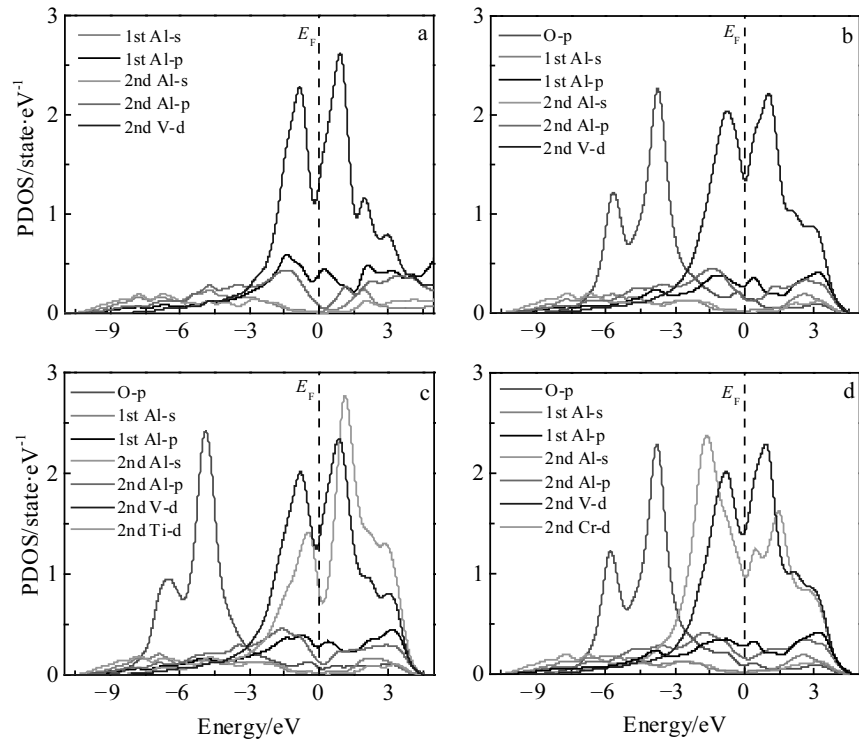 a
E_F
1st Al-s
1st Al-p
2nd Al-s
2nd Al-p
2nd V-d
3
2
1
0
PDOS/state·eV⁻¹
−9 −6 −3 0 3
b
E_F
O-p
1st Al-s
1st Al-p
2nd Al-s
2nd Al-p
2nd V-d
3
2
1
0
−9 −6 −3 0 3
c
E_F
O-p
1st Al-s
1st Al-p
2nd Al-s
2nd Al-p
2nd V-d
2nd Ti-d
3
2
1
0
PDOS/state·eV⁻¹
−9 −6 −3 0 3
Energy/eV
d
E_F
O-p
1st Al-s
1st Al-p
2nd Al-s
2nd Al-p
2nd V-d
2nd Cr-d
3
2
1
0
−9 −6 −3 0 3
Energy/eV